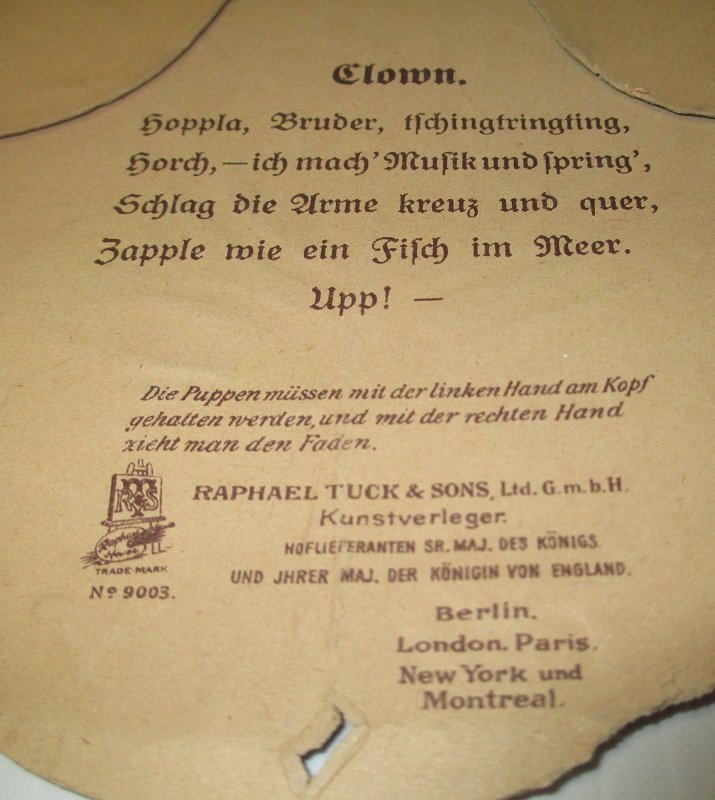 Clown.
Hoppla, Bruder, tſchingtringting,
Horch, — ich mach' Muſik und ſpring',
Schlag die Arme kreuz und quer,
Zapple wie ein Fiſch im Meer.
Upp! —
Die Puppen müssen mit der linken Hand am Kopf
gehalten werden, und mit der rechten Hand
zieht man den Faden.
RTS
Raphael
TRADE-MARK
Nº 9003.
RAPHAEL TUCK & SONS, Ltd. G.m.b.H.
Kunstverleger.
HOFLIEFERANTEN SR. MAJ. DES KÖNIGS
UND JHRER MAJ. DER KÖNIGIN VON ENGLAND.
Berlin.
London. Paris.
New York und
Montreal.